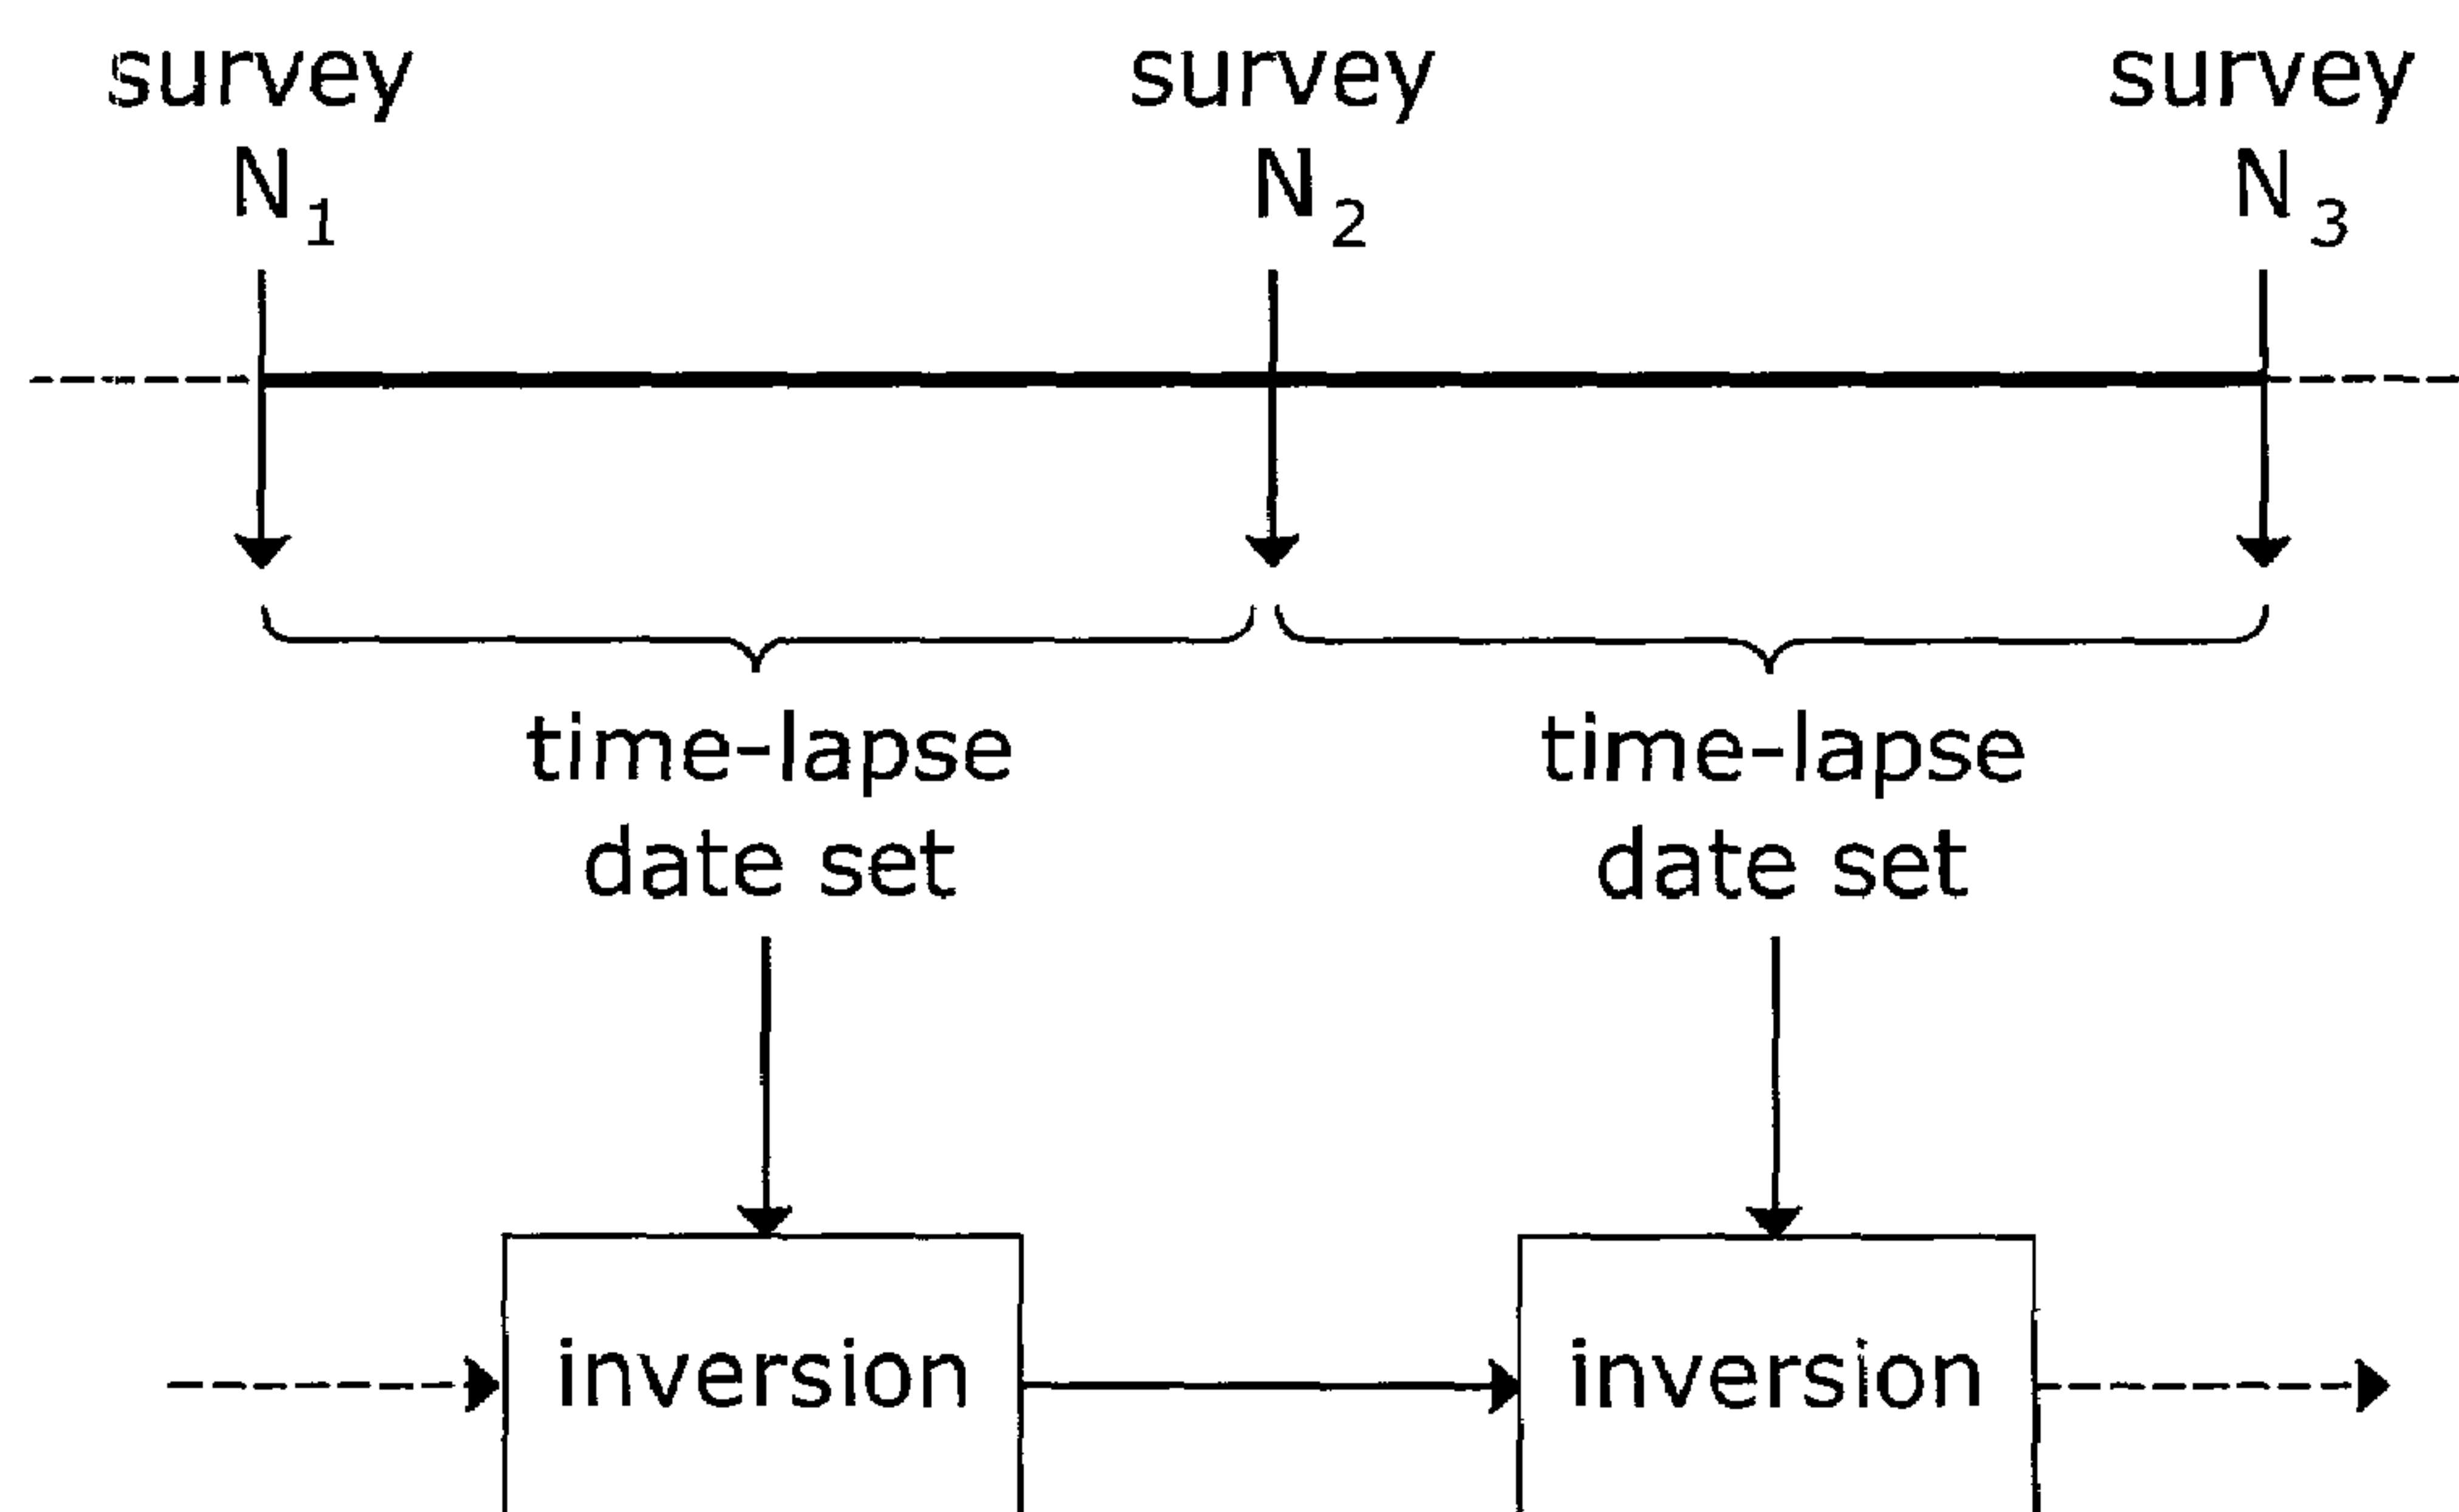 survey survey survey
N1 N2 N3
time-lapse time-lapse
date set date set
inversion inversion